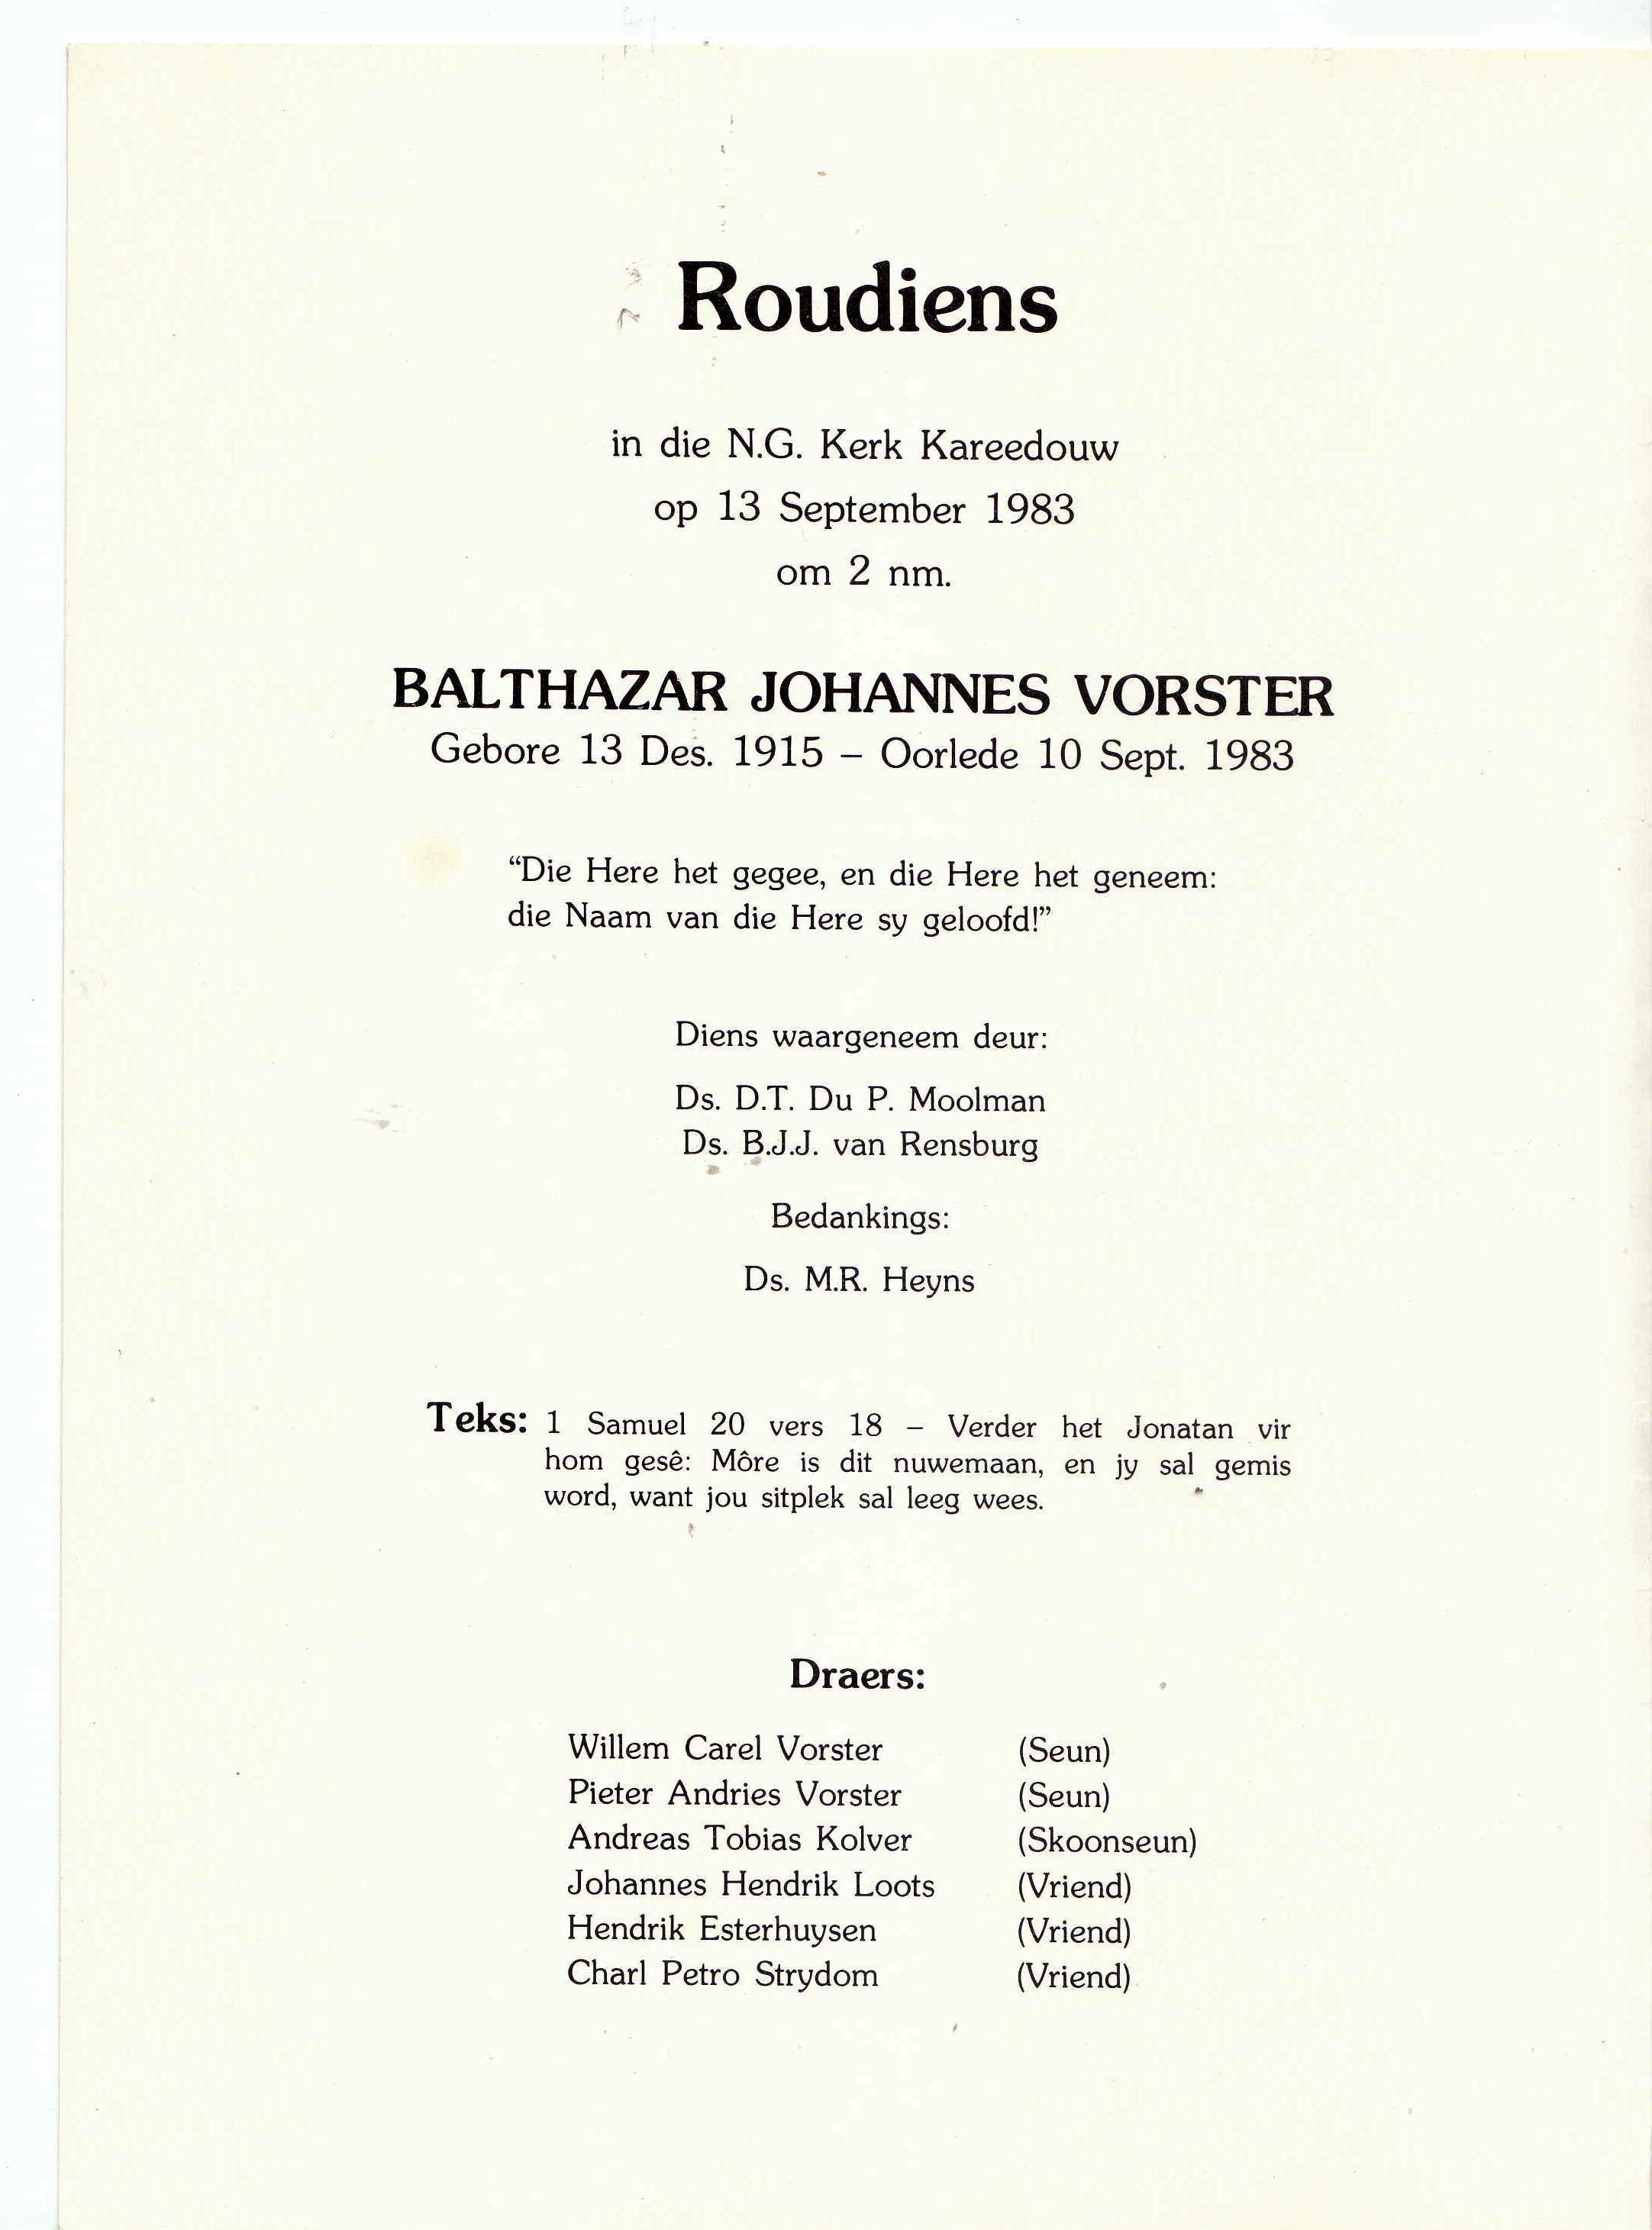 Roudiens
in die N.G. Kerk Kareedouw
op 13 September 1983
om 2 nm.
BALTHAZAR JOHANNES VORSTER
Gebore 13 Des. 1915 – Oorlede 10 Sept. 1983
“Die Here het gegee, en die Here het geneem:
die Naam van die Here sy geloofd!”
Diens waargeneem deur:
Ds. D.T. Du P. Moolman
Ds. B.J.J. van Rensburg
Bedankings:
Ds. M.R. Heyns
Teks: 1 Samuel 20 vers 18 – Verder het Jonatan vir
hom gesê: Môre is dit nuwemaan, en jy sal gemis
word, want jou sitplek sal leeg wees.
Draers:
Willem Carel Vorster (Seun)
Pieter Andries Vorster (Seun)
Andreas Tobias Kolver (Skoonseun)
Johannes Hendrik Loots (Vriend)
Hendrik Esterhuysen (Vriend)
Charl Petro Strydom (Vriend)